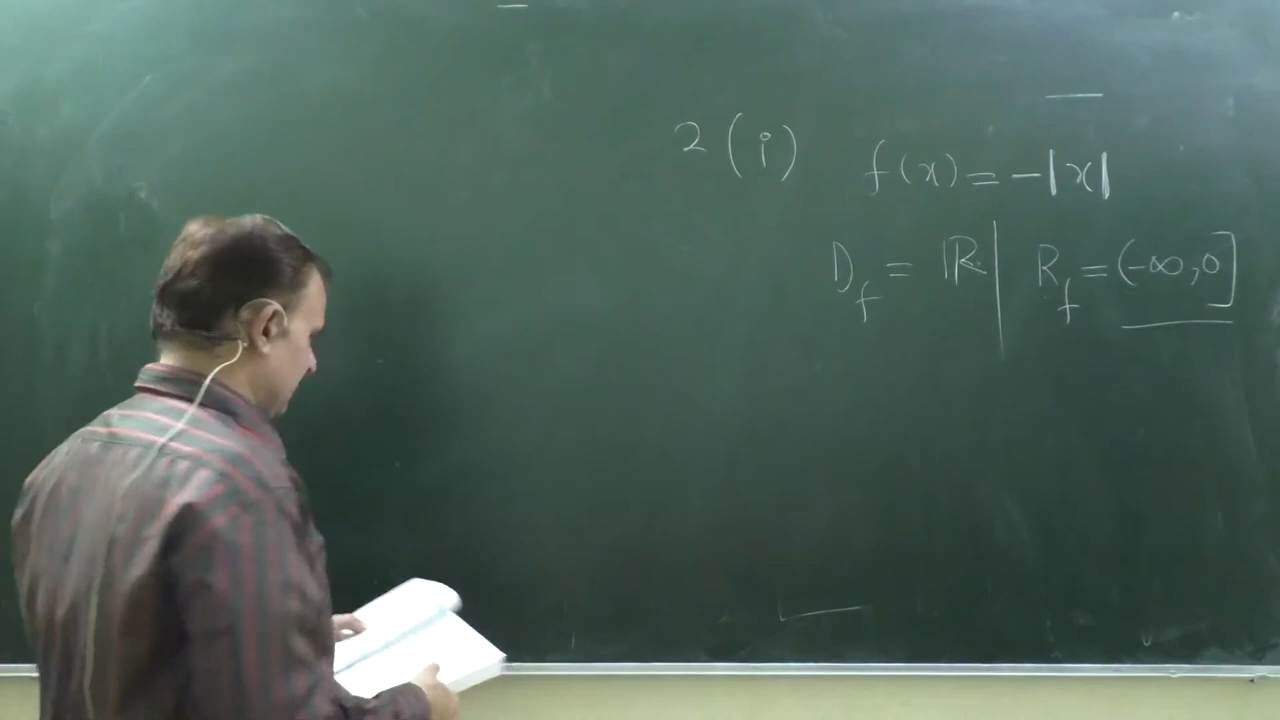 2 (i) f(x) = -|x|
D_f = ℝ | R_f = (-∞, 0]